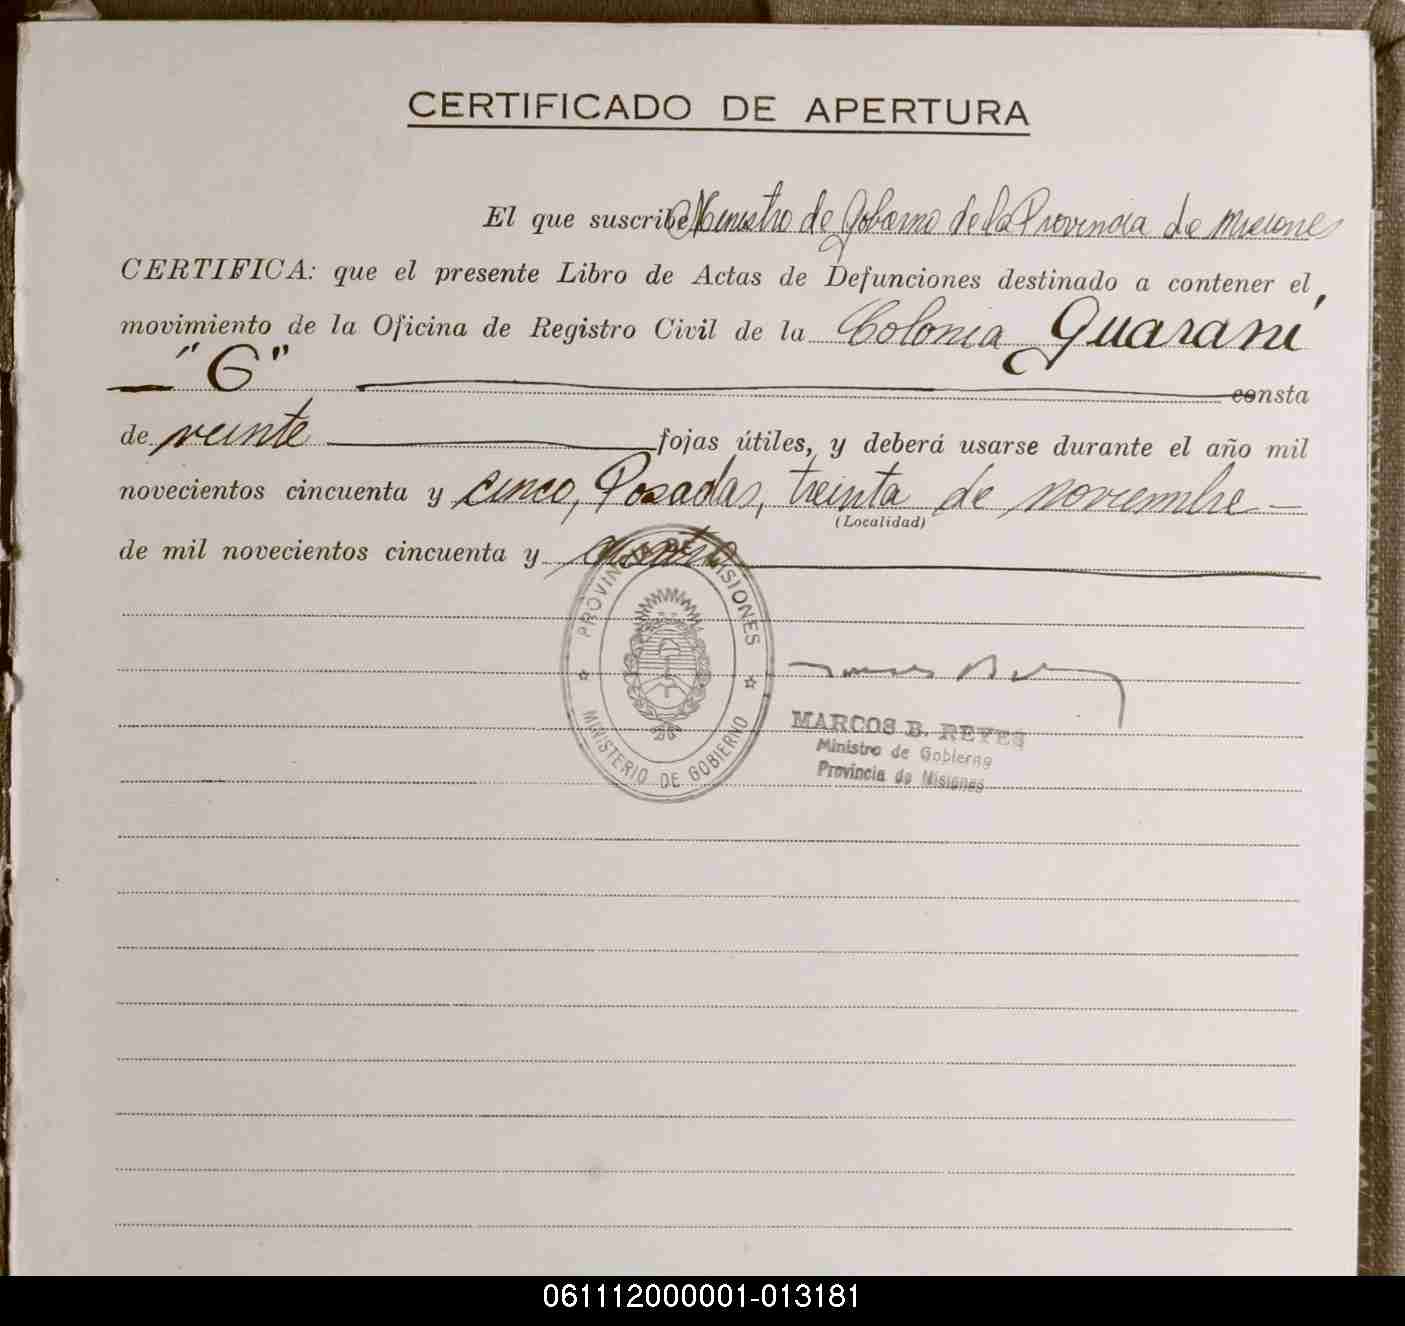 CERTIFICADO DE APERTURA
El que suscribe Ministro de Gobierno de la Provincia de Misiones
CERTIFICA: que el presente Libro de Actas de Defunciones destinado a contener el
movimiento de la Oficina de Registro Civil de la Colonia Guaraní
"G" consta
de veinte fojas útiles, y deberá usarse durante el año mil
novecientos cincuenta y cinco, Posadas, treinta de noviembre
(Localidad)
de mil novecientos cincuenta y cuatro
PROVINCIA DE MISIONES
MINISTERIO DE GOBIERNO
MARCOS B. REYES
Ministro de Gobierno
Provincia de Misiones
061112000001-013181